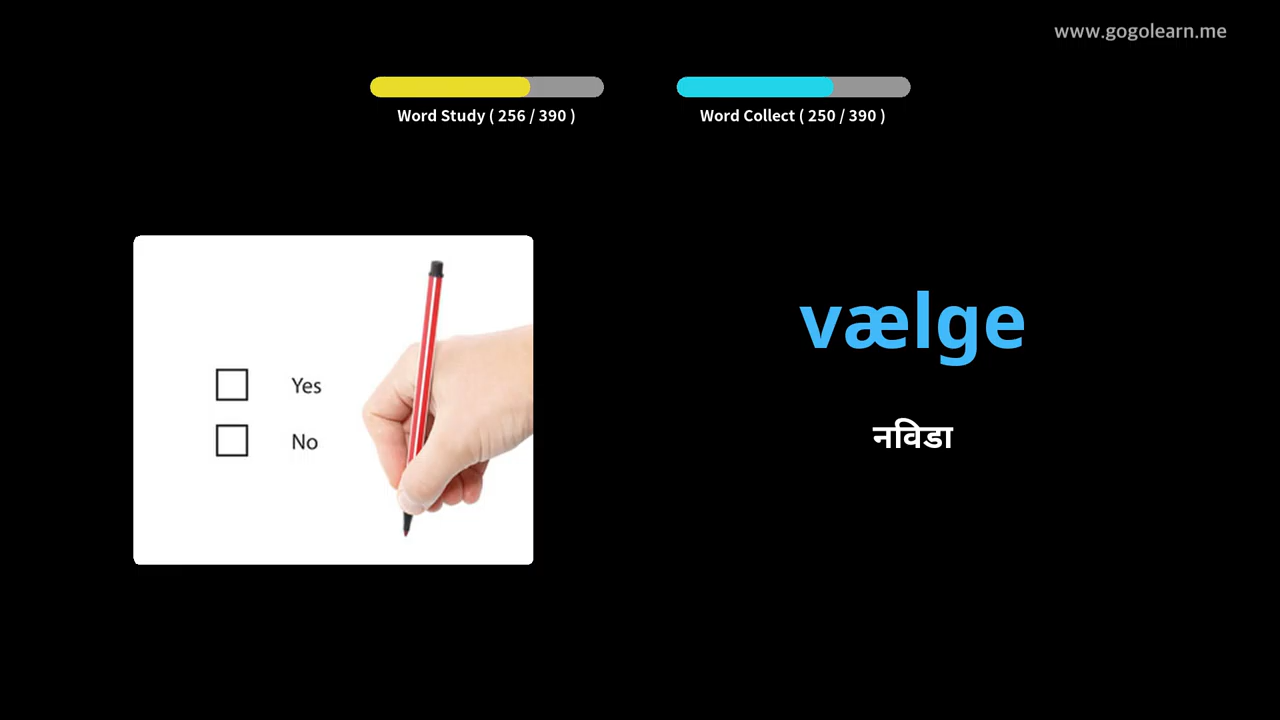 www.gogolearn.me
Word Study ( 256 / 390 )
Word Collect ( 250 / 390 )
Yes
No
vælge
नविडा